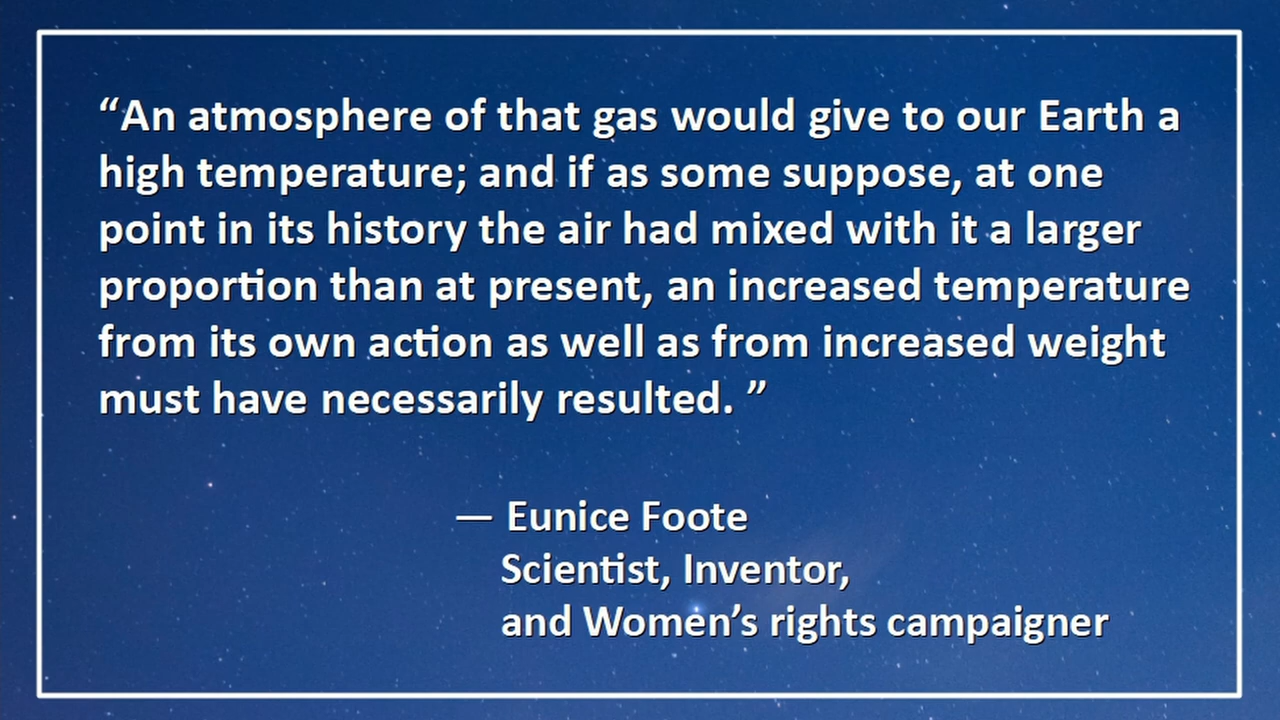 “An atmosphere of that gas would give to our Earth a
high temperature; and if as some suppose, at one
point in its history the air had mixed with it a larger
proportion than at present, an increased temperature
from its own action as well as from increased weight
must have necessarily resulted. ”
— Eunice Foote
Scientist, Inventor,
and Women’s rights campaigner